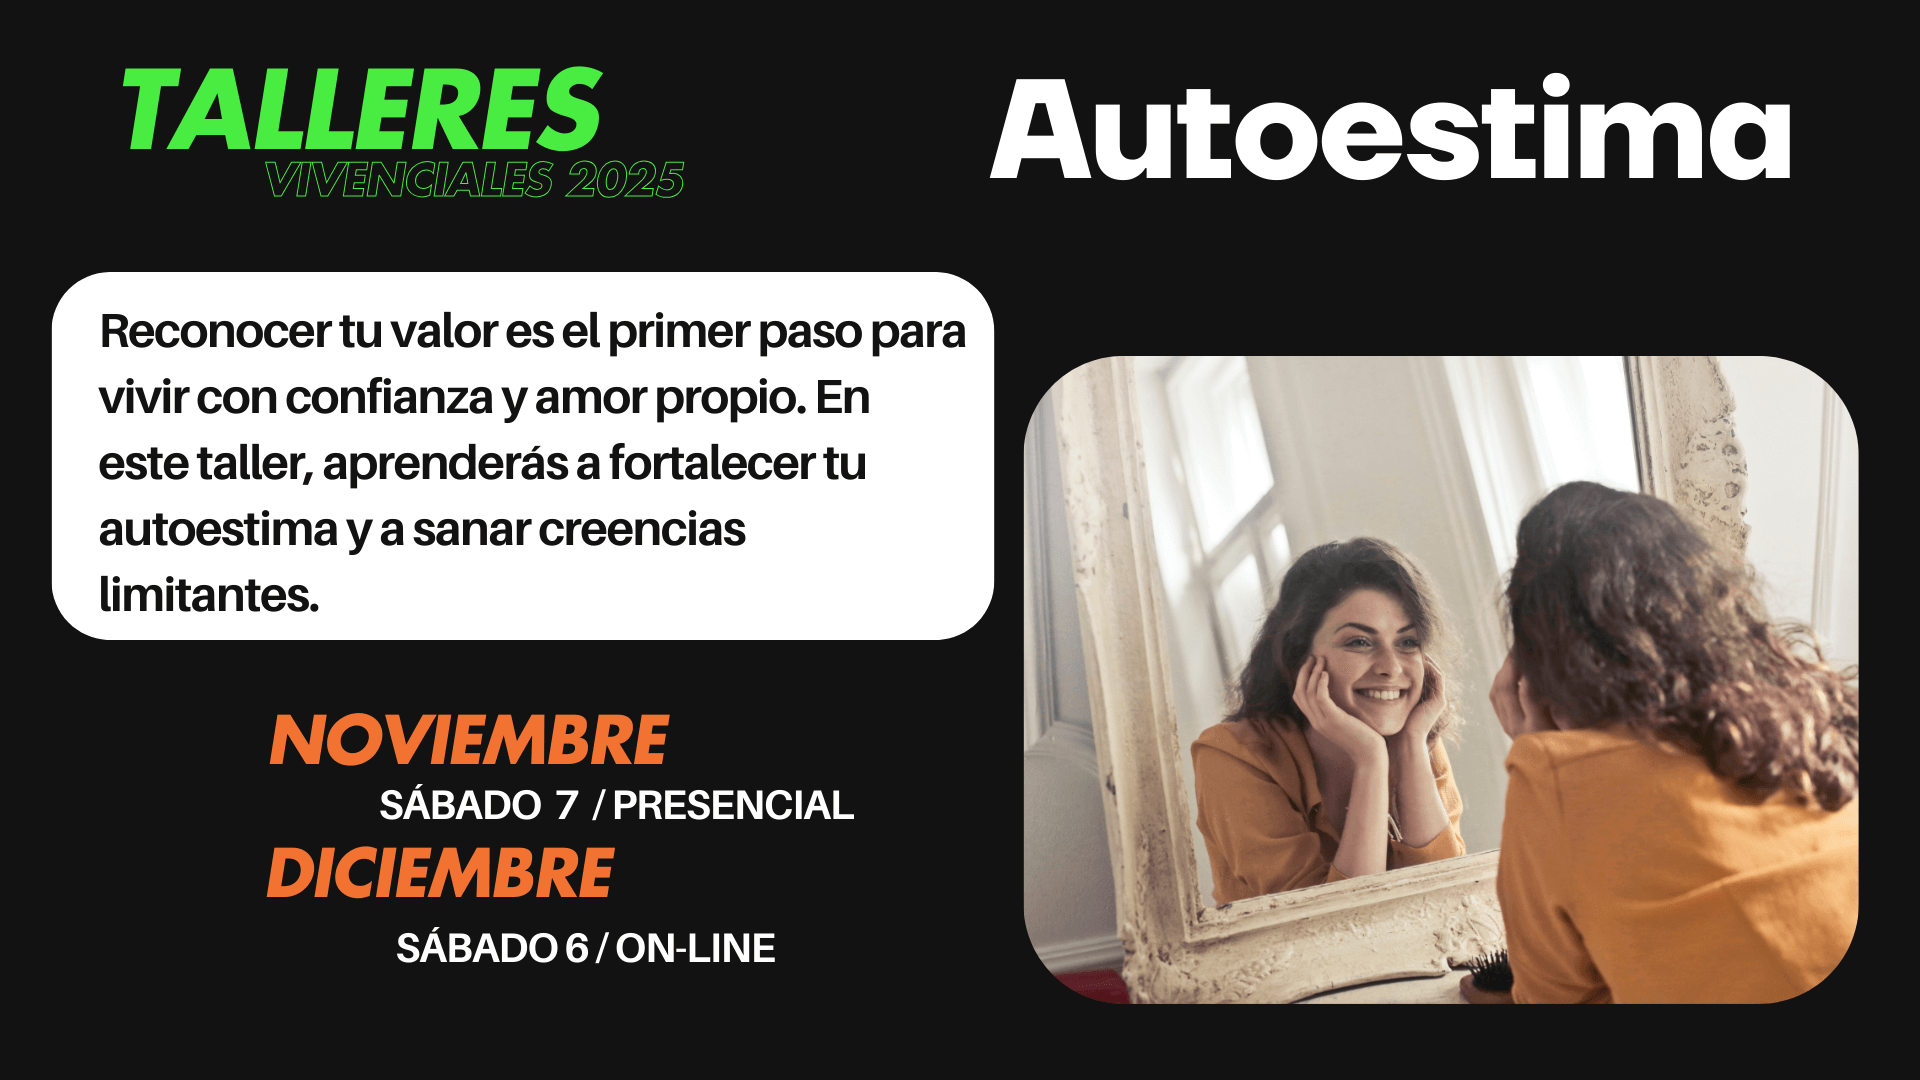 TALLERES
VIVENCIALES 2025
Autoestima
Reconocer tu valor es el primer paso para
vivir con confianza y amor propio. En
este taller, aprenderás a fortalecer tu
autoestima y a sanar creencias
limitantes.
NOVIEMBRE
SÁBADO 7 / PRESENCIAL
DICIEMBRE
SÁBADO 6 / ON-LINE